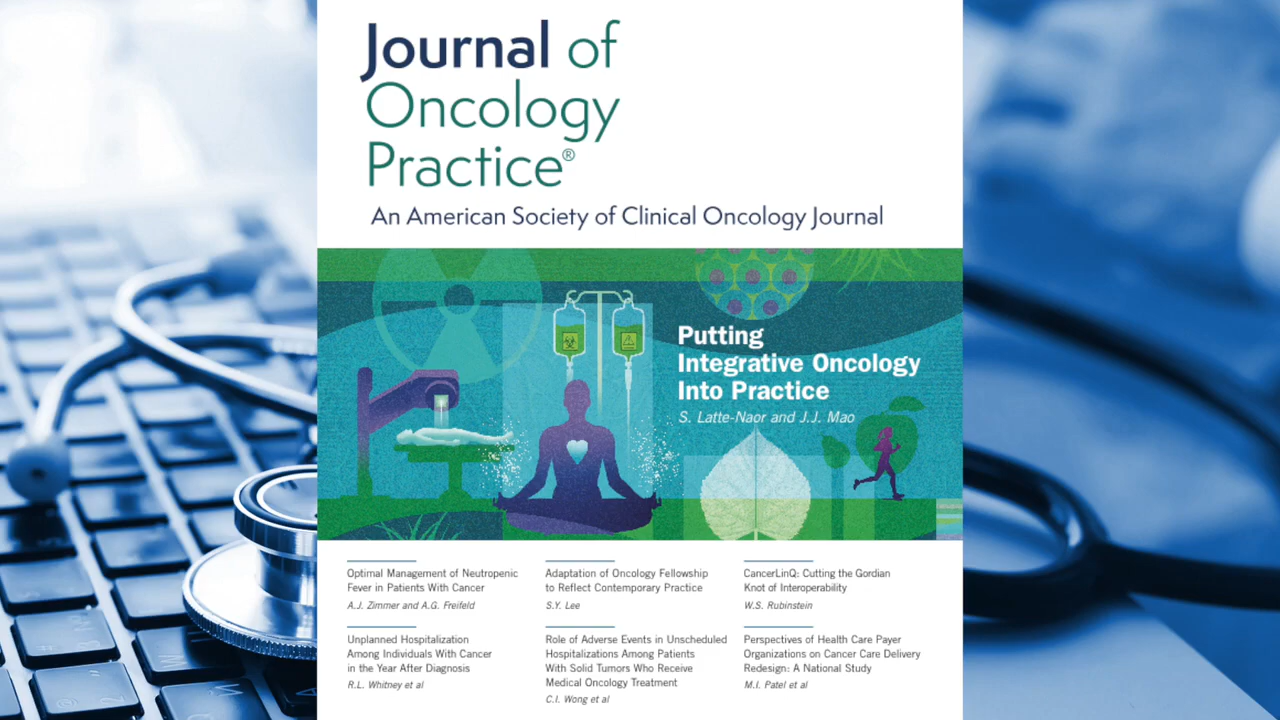 Journal of
Oncology
Practice®
An American Society of Clinical Oncology Journal
Putting
Integrative Oncology
Into Practice
S. Latte-Naor and J.J. Mao
Optimal Management of Neutropenic
Fever in Patients With Cancer
A.J. Zimmer and A.G. Freifeld
Adaptation of Oncology Fellowship
to Reflect Contemporary Practice
S.Y. Lee
CancerLinQ: Cutting the Gordian
Knot of Interoperability
W.S. Rubinstein
Unplanned Hospitalization
Among Individuals With Cancer
in the Year After Diagnosis
R.L. Whitney et al
Role of Adverse Events in Unscheduled
Hospitalizations Among Patients
With Solid Tumors Who Receive
Medical Oncology Treatment
C.I. Wong et al
Perspectives of Health Care Payer
Organizations on Cancer Care Delivery
Redesign: A National Study
M.I. Patel et al